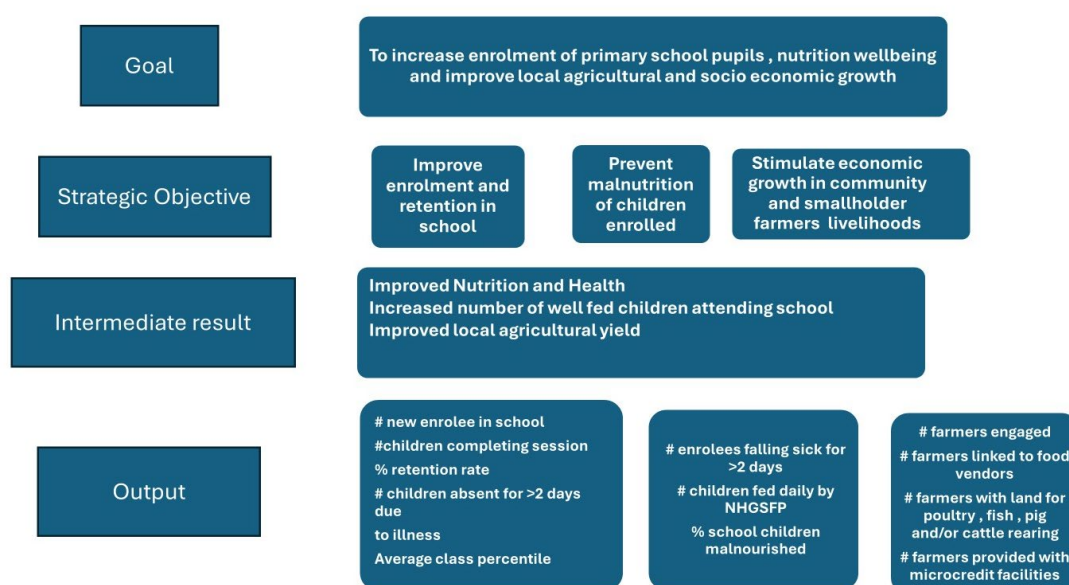 Goal
To increase enrolment of primary school pupils , nutrition wellbeing
and improve local agricultural and socio economic growth
Strategic Objective
Improve
enrolment and
retention in
school
Prevent
malnutrition
of children
enrolled
Stimulate economic
growth in community
and smallholder
farmers livelihoods
Intermediate result
Improved Nutrition and Health
Increased number of well fed children attending school
Improved local agricultural yield
Output
# new enrolee in school
#children completing session
% retention rate
# children absent for >2 days
due
to illness
Average class percentile
# enrolees falling sick for
>2 days
# children fed daily by
NHGSFP
% school children
malnourished
# farmers engaged
# farmers linked to food
vendors
# farmers with land for
poultry , fish , pig
and/or cattle rearing
# farmers provided with
microcredit facilities